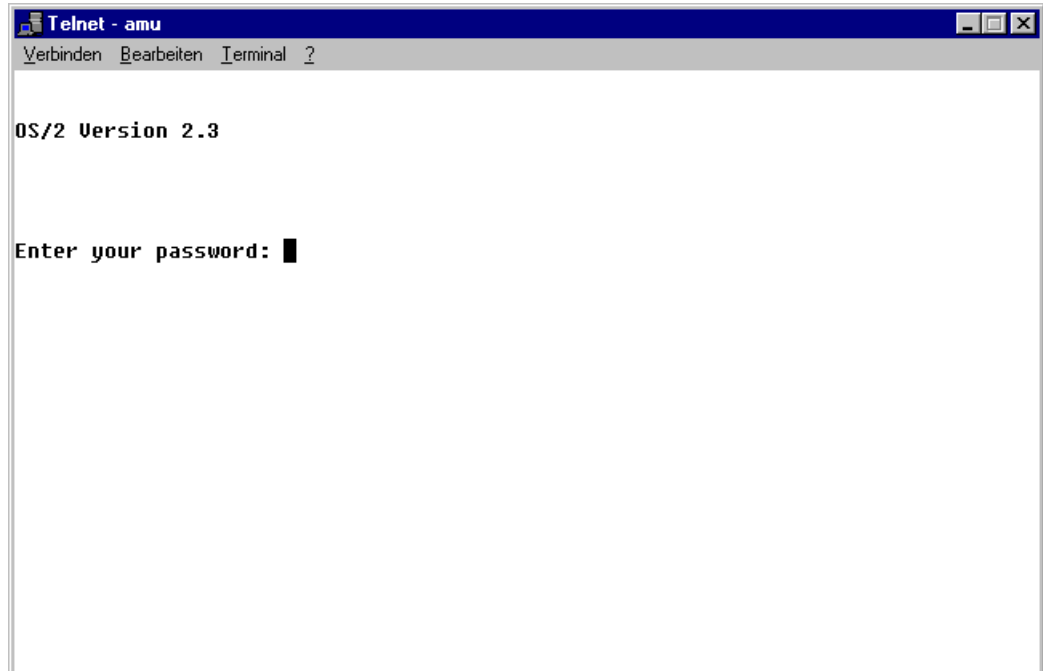 Telnet - amu
Verbinden Bearbeiten Terminal ?
OS/2 Version 2.3
Enter your password: